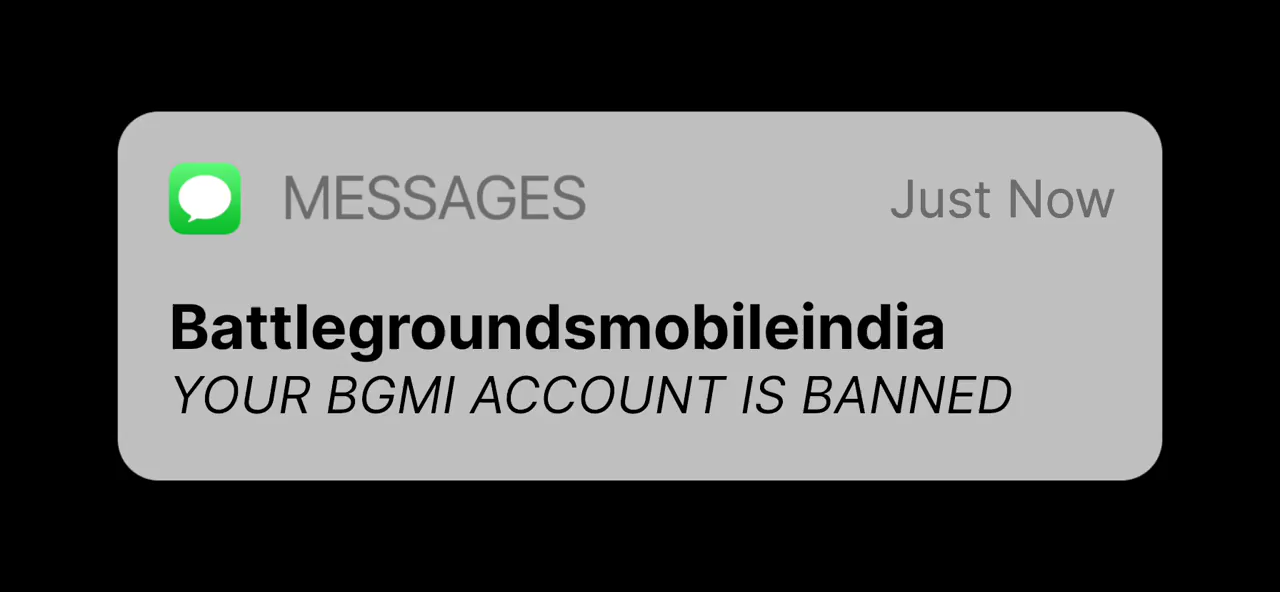 MESSAGES Just Now
Battlegroundsmobileindia
YOUR BGMI ACCOUNT IS BANNED